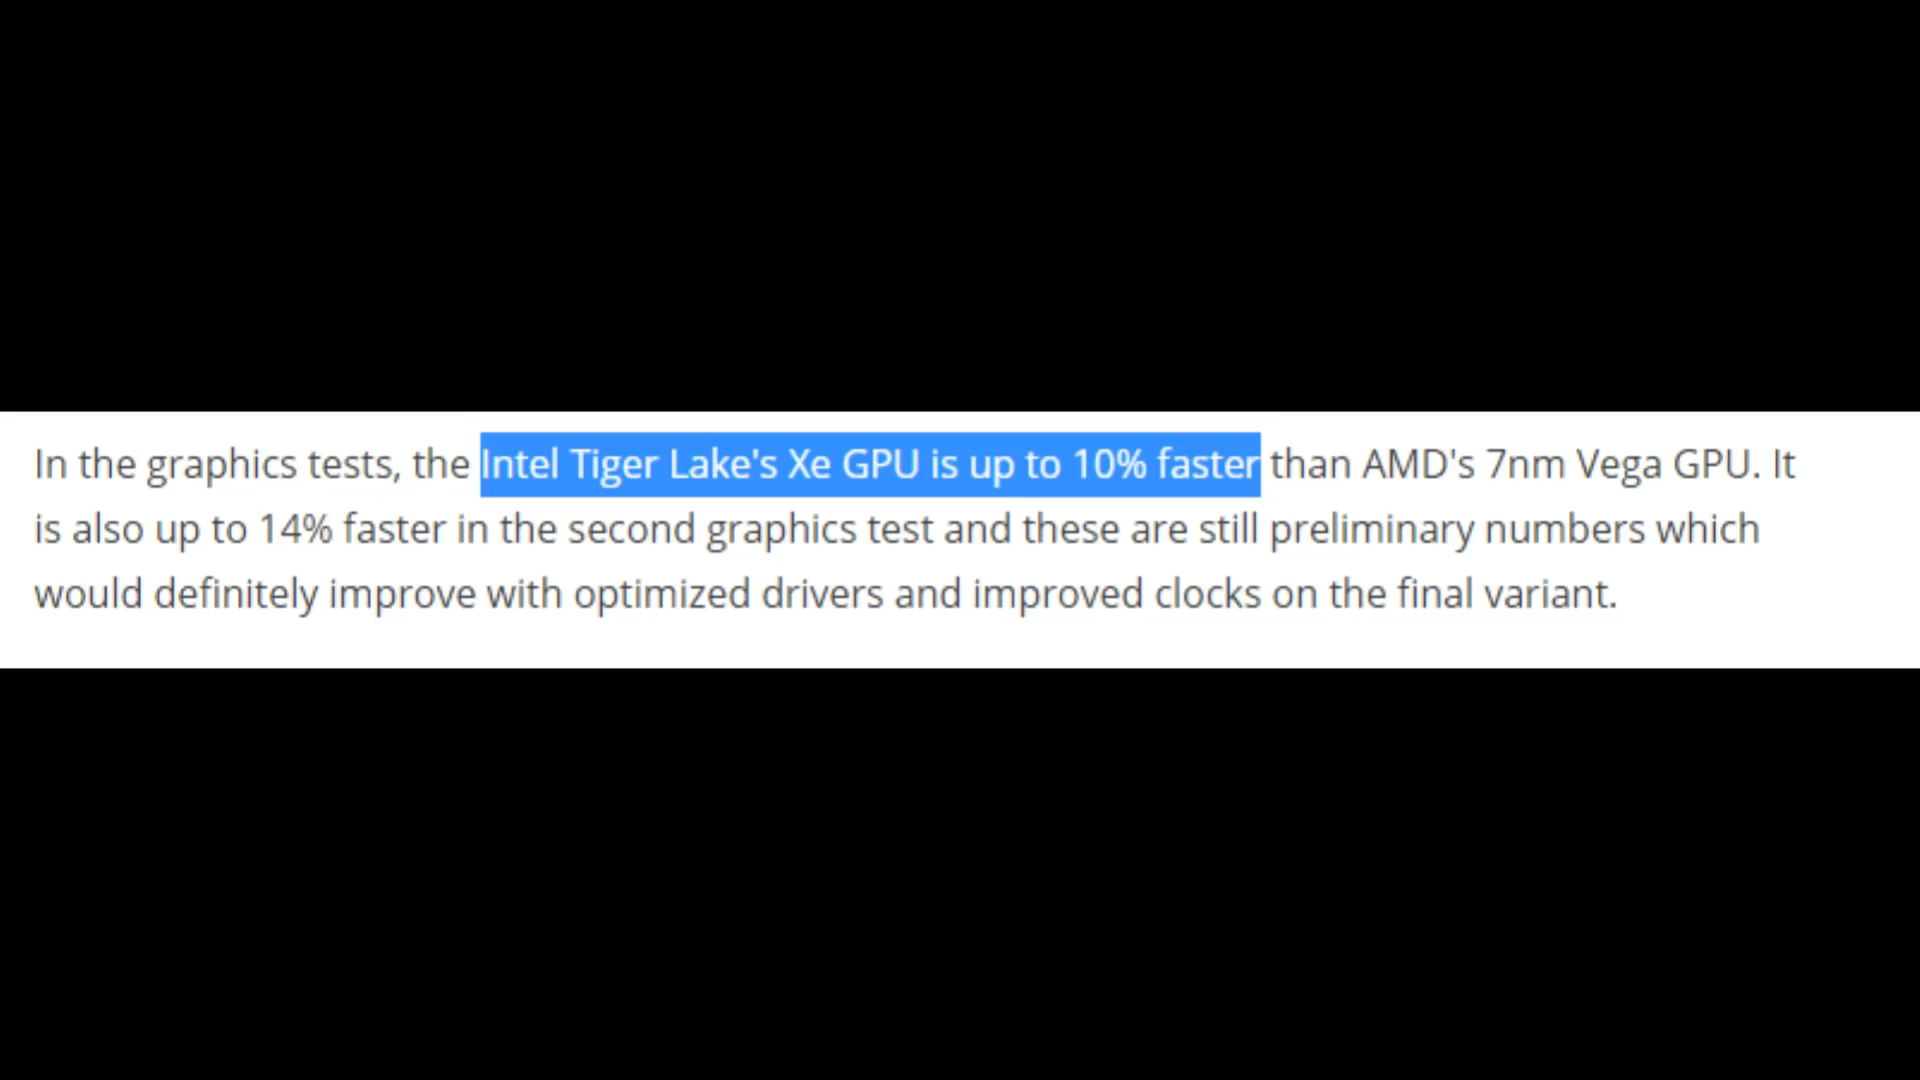 In the graphics tests, the Intel Tiger Lake's Xe GPU is up to 10% faster than AMD's 7nm Vega GPU. It
is also up to 14% faster in the second graphics test and these are still preliminary numbers which
would definitely improve with optimized drivers and improved clocks on the final variant.